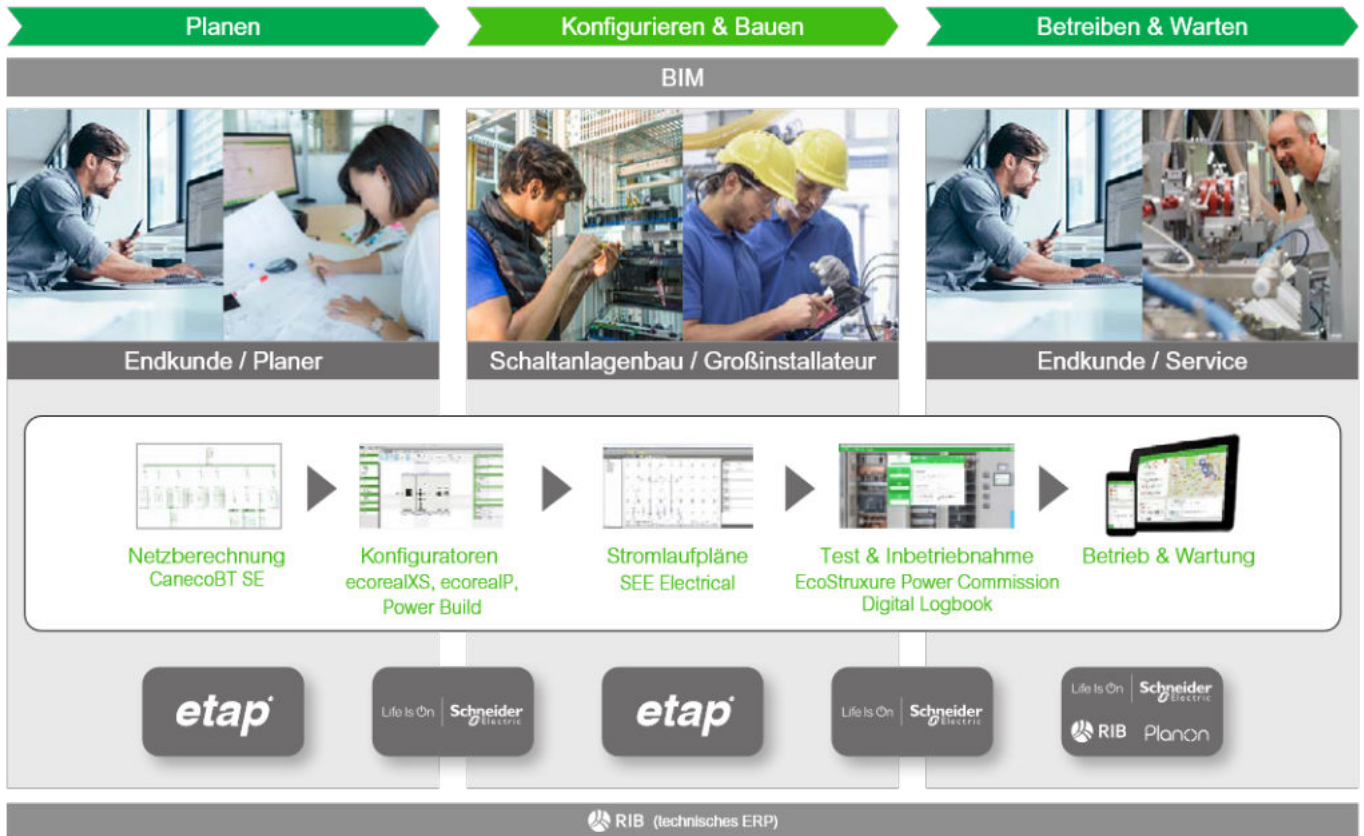 Planen
Konfigurieren & Bauen
Betreiben & Warten
BIM
Endkunde / Planer
Schaltanlagenbau / Großinstallateur
Endkunde / Service
Netzberechnung
CanecoBT SE
Konfiguratoren
ecorealXS, ecorealP,
Power Build
Stromlaufpläne
SEE Electrical
Test & Inbetriebnahme
EcoStruxure Power Commission
Digital Logbook
Betrieb & Wartung
etap
Life Is On | Schneider Electric
etap
Life Is On | Schneider Electric
Life Is On | Schneider Electric
RIB Planon
RIB (technisches ERP)